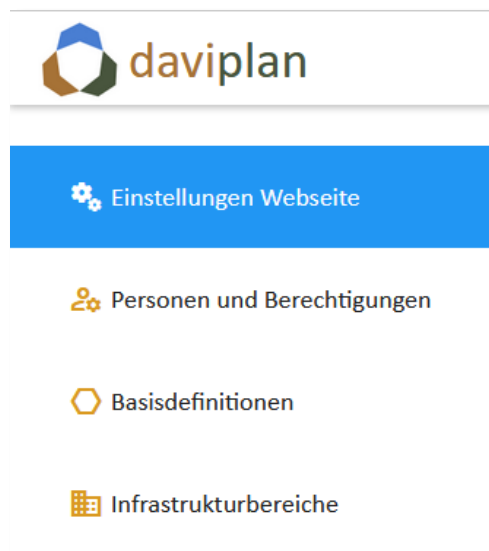 daviplan
Einstellungen Webseite
Personen und Berechtigungen
Basisdefinitionen
Infrastrukturbereiche